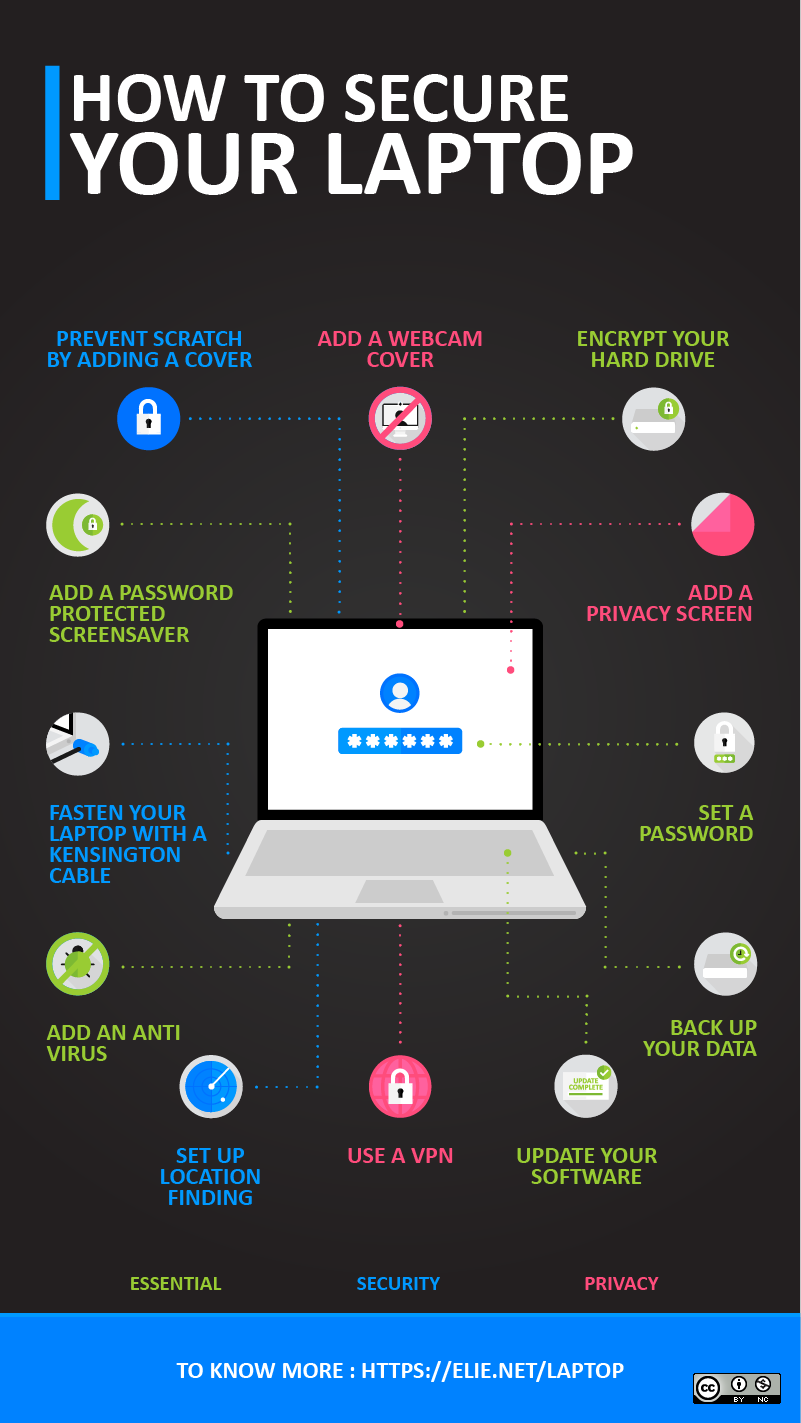 HOW TO SECURE
YOUR LAPTOP
PREVENT SCRATCH
BY ADDING A COVER
ADD A WEBCAM
COVER
ENCRYPT YOUR
HARD DRIVE
ADD A PASSWORD
PROTECTED
SCREENSAVER
ADD A
PRIVACY SCREEN
******
FASTEN YOUR
LAPTOP WITH A
KENSINGTON
CABLE
SET A
PASSWORD
ADD AN ANTI
VIRUS
BACK UP
YOUR DATA
UPDATE
COMPLETE
SET UP
LOCATION
FINDING
USE A VPN
UPDATE YOUR
SOFTWARE
ESSENTIAL
SECURITY
PRIVACY
TO KNOW MORE : HTTPS://ELIE.NET/LAPTOP
CC
BY NC